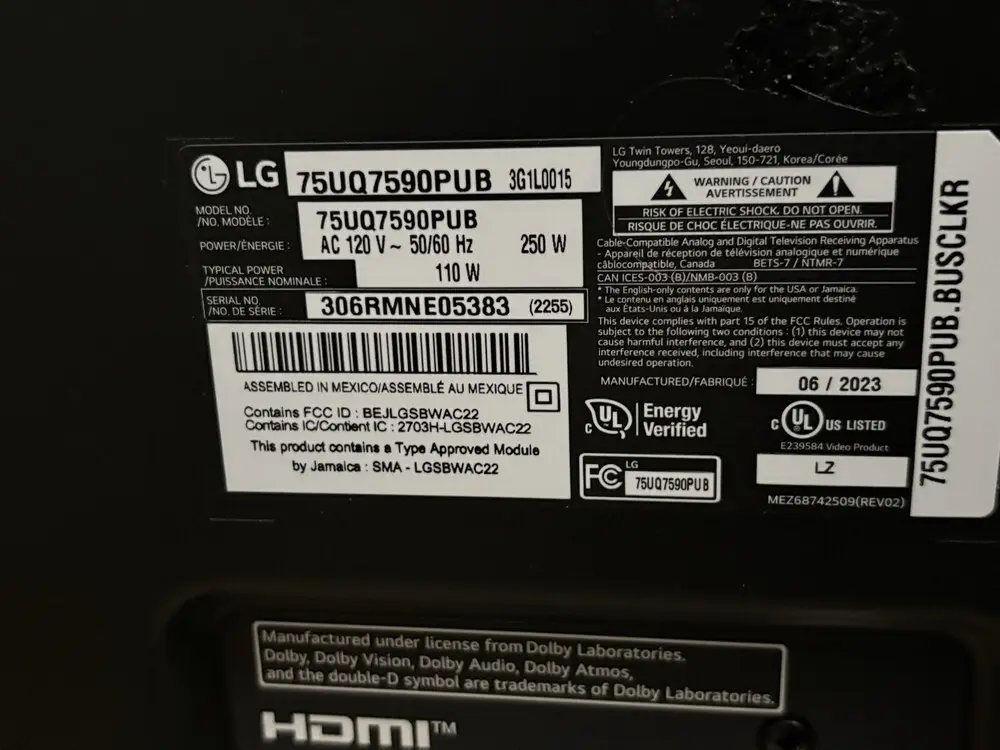 LG 75UQ7590PUB 3G1L0015
MODEL NO. /NO. MODÈLE : 75UQ7590PUB
POWER/ÉNERGIE : AC 120 V ~ 50/60 Hz 250 W
TYPICAL POWER /PUISSANCE NOMINALE : 110 W
SERIAL NO. /NO. DE SÉRIE : 306RMNE05383 (2255)
ASSEMBLED IN MEXICO/ASSEMBLÉ AU MEXIQUE
Contains FCC ID : BEJLGSBWAC22
Contains IC/Contient IC : 2703H-LGSBWAC22
This product contains a Type Approved Module
by Jamaica : SMA - LGSBWAC22
LG Twin Towers, 128, Yeoui-daero
Youngdungpo-Gu, Seoul, 150-721, Korea/Corée
WARNING / CAUTION
AVERTISSEMENT
RISK OF ELECTRIC SHOCK. DO NOT OPEN.
RISQUE DE CHOC ÉLECTRIQUE-NE PAS OUVRIR.
Cable-Compatible Analog and Digital Television Receiving Apparatus
- Appareil de réception de télévision analogique et numérique
câblocompatible, Canada BETS-7 / NTMR-7
CAN ICES-003 (B)/NMB-003 (B)
* The English-only contents are only for the USA or Jamaica.
* Le contenu en anglais uniquement est uniquement destiné
aux États-Unis ou à la Jamaïque.
This device complies with part 15 of the FCC Rules. Operation is
subject to the following two conditions : (1) this device may not
cause harmful interference, and (2) this device must accept any
interference received, including interference that may cause
undesired operation.
MANUFACTURED/FABRIQUÉ : 06 / 2023
C UL Energy
Verified
C UL US LISTED
E239584 Video Product
FC LG
75UQ7590PUB
LZ
MEZ68742509(REV02)
75UQ7590PUB.BUSCLKR
Manufactured under license from Dolby Laboratories.
Dolby, Dolby Vision, Dolby Audio, Dolby Atmos,
and the double-D symbol are trademarks of Dolby Laboratories.
HDMI™